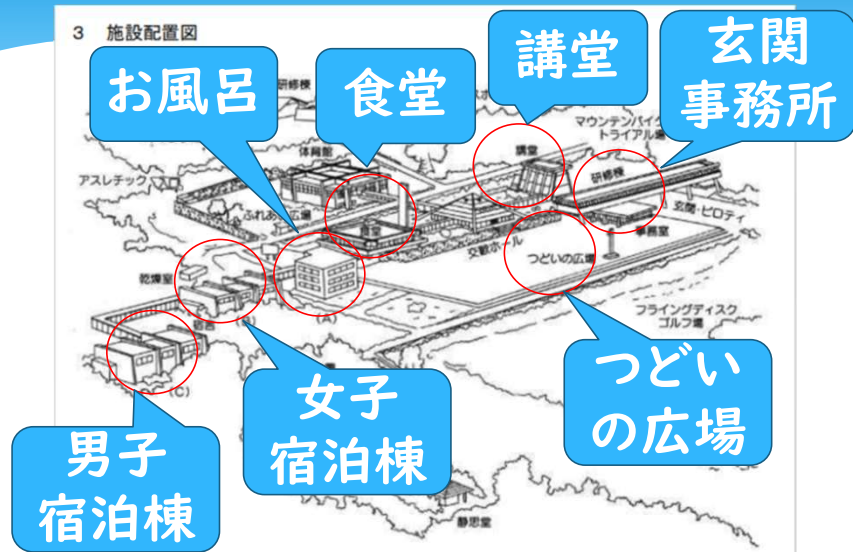 3 施設配置図
玄関
事務所
講堂
食堂
お風呂
研修棟
マウンテンバイク
トライアル場
体育館
講堂
研修棟
アスレチック
ふれあい広場
玄関・ピロティ
食堂
事務室
交歓ホール
つどいの広場
乾燥室
フライングディスク
ゴルフ場
(A)
(C)
つどい
の広場
女子
宿泊棟
男子
宿泊棟
静思堂